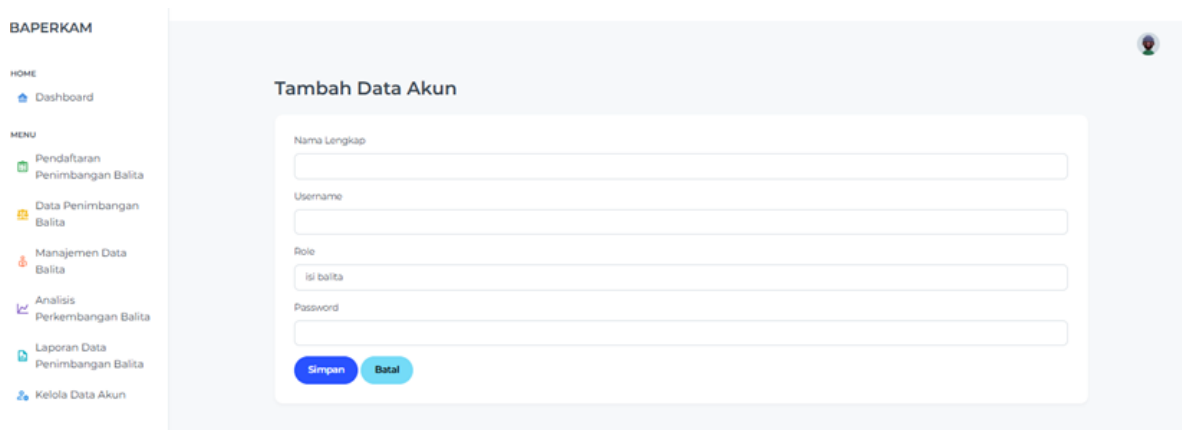 BAPERKAM
HOME
Dashboard
MENU
Pendaftaran
Penimbangan Balita
Data Penimbangan
Balita
Manajemen Data
Balita
Analisis
Perkembangan Balita
Laporan Data
Penimbangan Balita
Kelola Data Akun
Tambah Data Akun
Nama Lengkap
Username
Role
isi balita
Password
Simpan
Batal